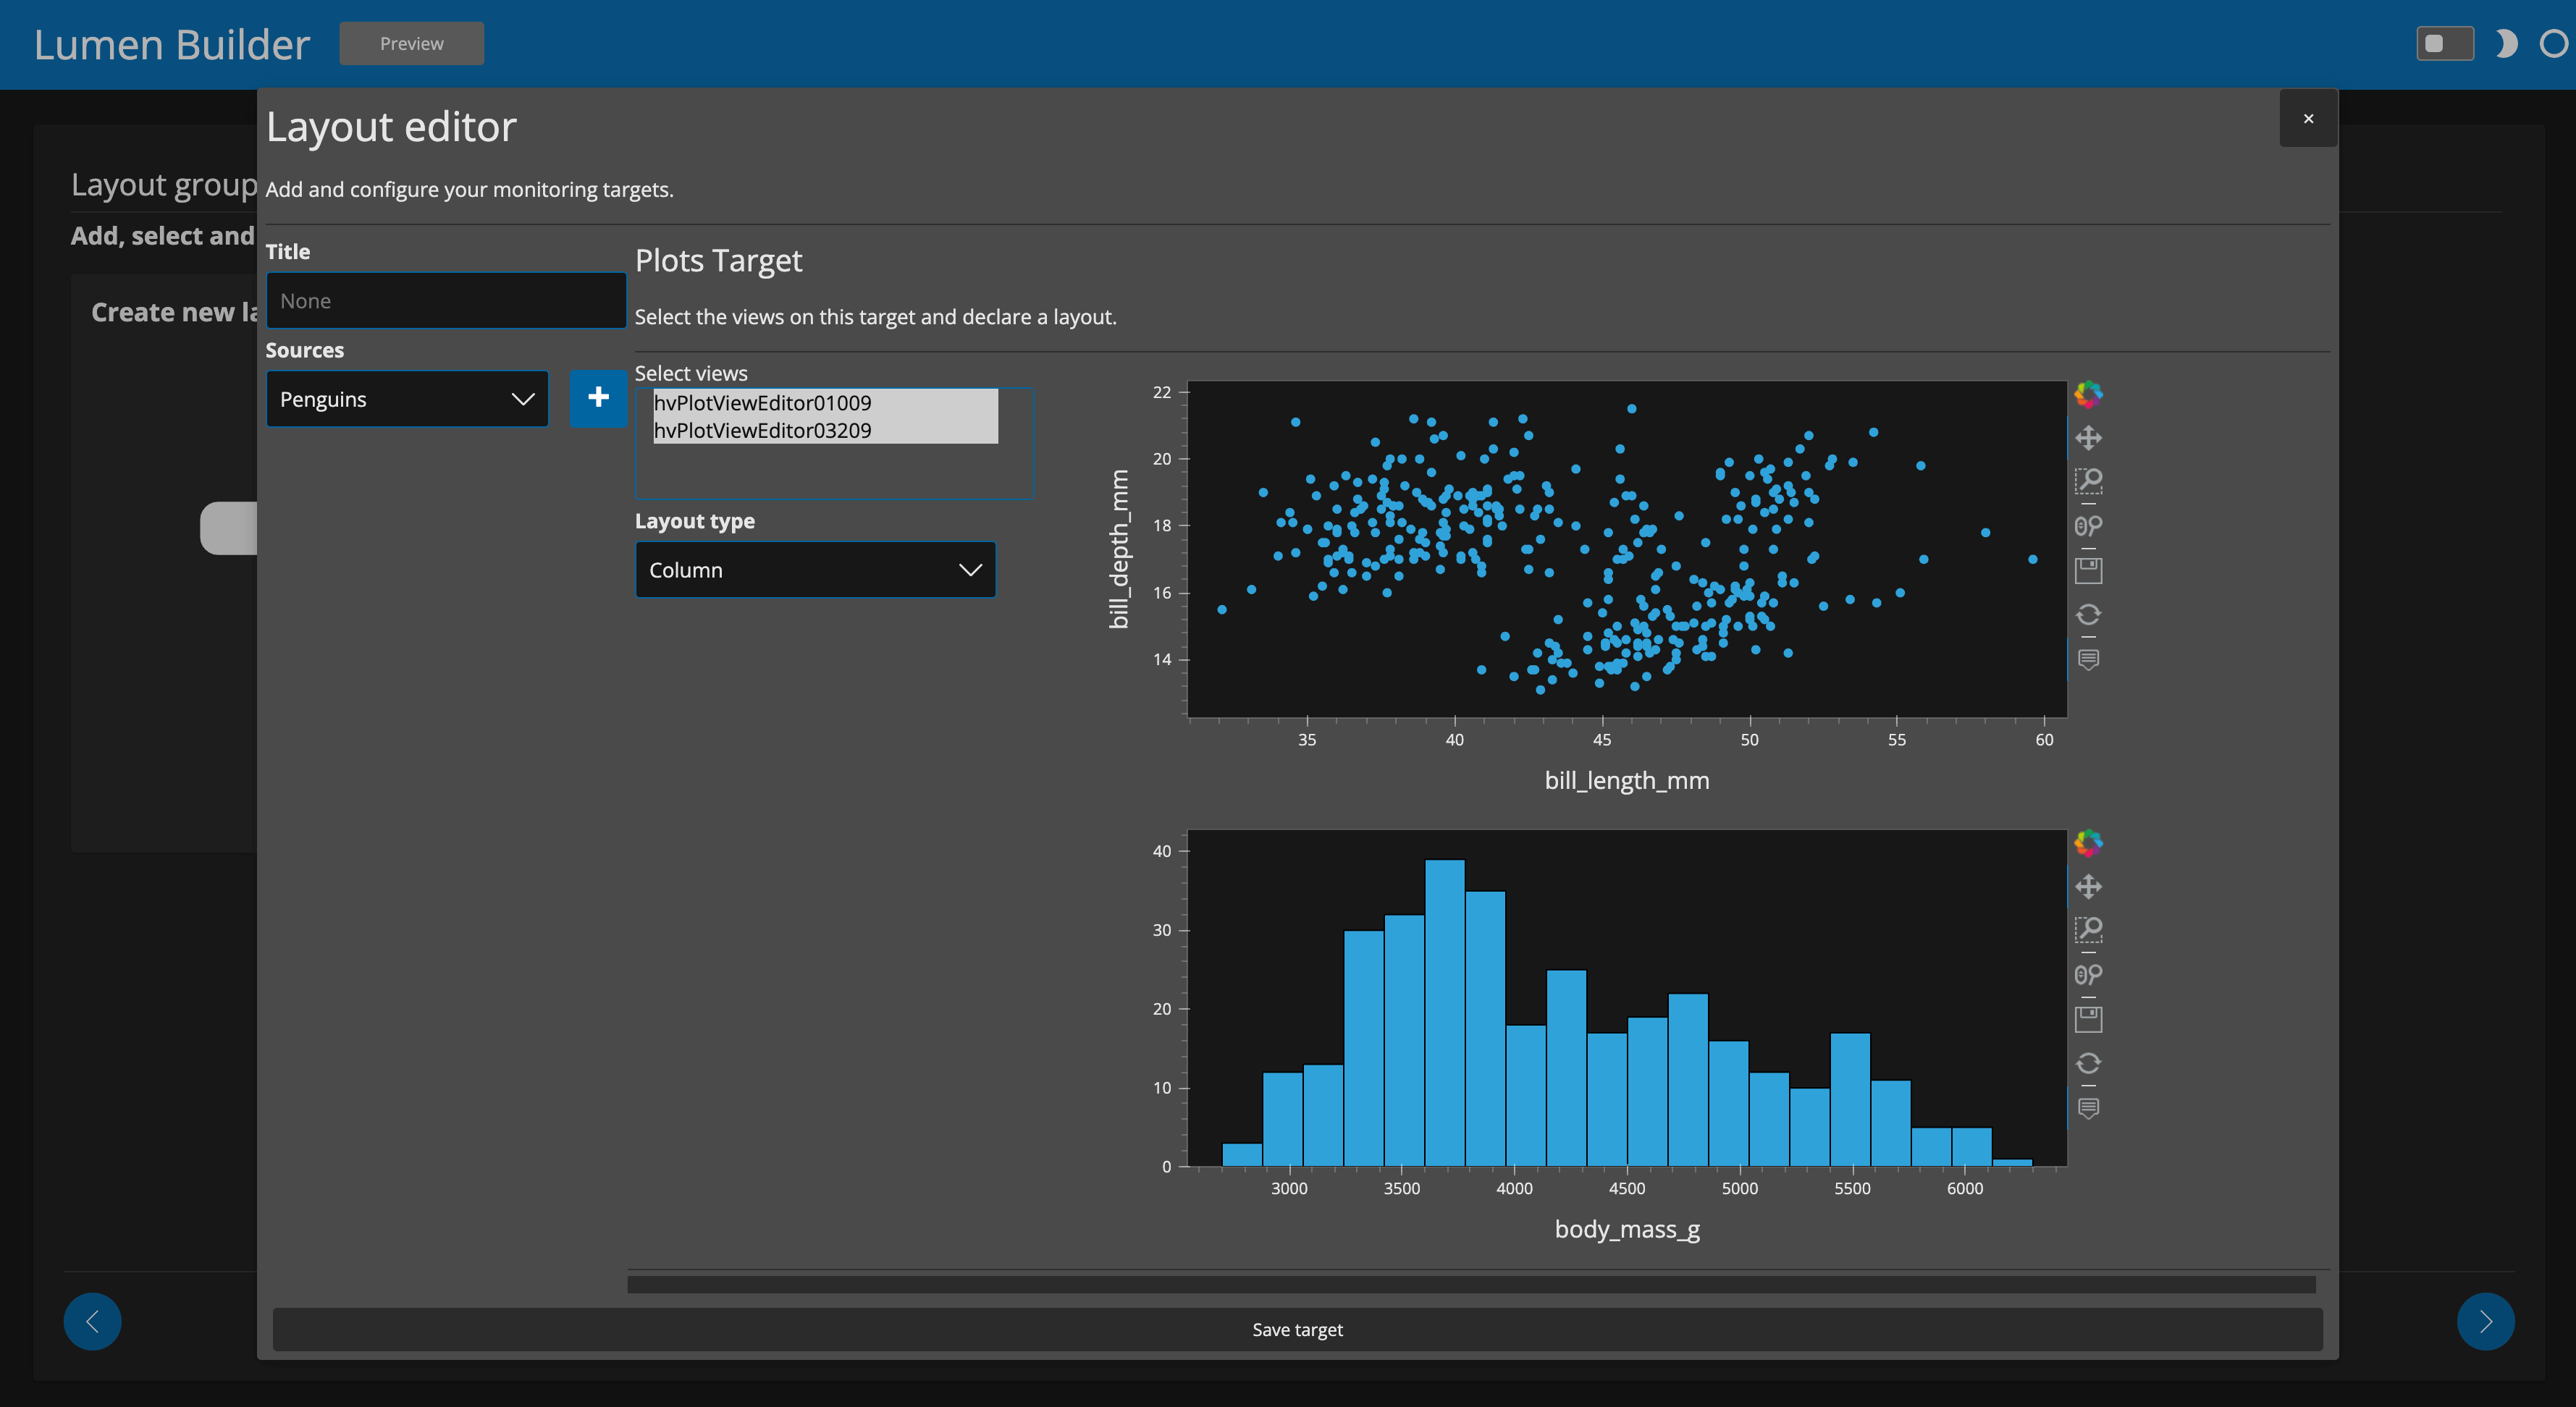 Lumen Builder
Preview
Layout editor
×
Layout group
Add and configure your monitoring targets.
Add, select and
Title
Plots Target
None
Create new la
Select the views on this target and declare a layout.
Sources
Penguins
+
Select views
hvPlotViewEditor01009
hvPlotViewEditor03209
Layout type
Column
22
20
18
16
14
bill_depth_mm
35 40 45 50 55 60
bill_length_mm
40
30
20
10
0
3000 3500 4000 4500 5000 5500 6000
body_mass_g
Save target